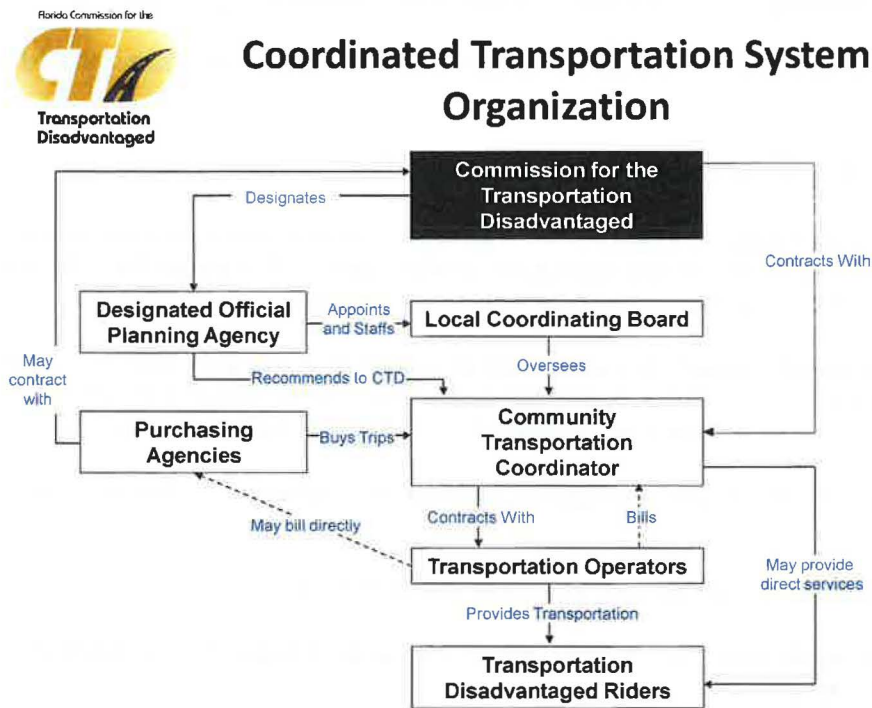 Florida Commission for the
CTD
Transportation
Disadvantaged
Coordinated Transportation System
Organization
Commission for the
Transportation
Disadvantaged
Designates
Contracts With
Designated Official
Planning Agency
Appoints
and Staffs
Local Coordinating Board
May
contract
with
Recommends to CTD
Oversees
Purchasing
Agencies
Buys Trips
Community
Transportation
Coordinator
May bill directly
Contracts With
Bills
Transportation Operators
May provide
direct services
Provides Transportation
Transportation
Disadvantaged Riders